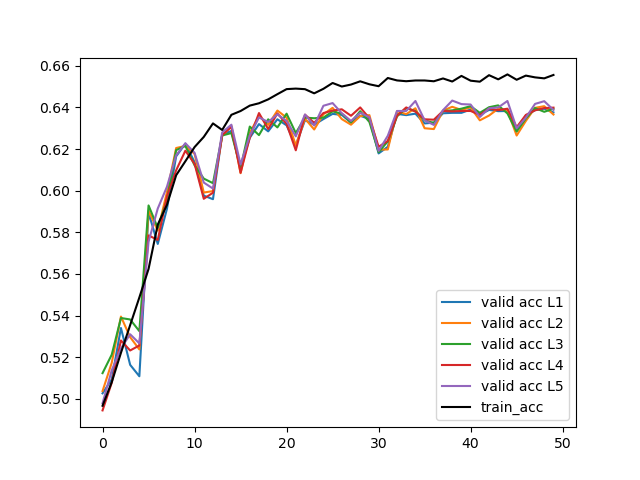 0.66
0.64
0.62
0.60
0.58
0.56
0.54
0.52
0.50
valid acc L1
valid acc L2
valid acc L3
valid acc L4
valid acc L5
train_acc
0 10 20 30 40 50